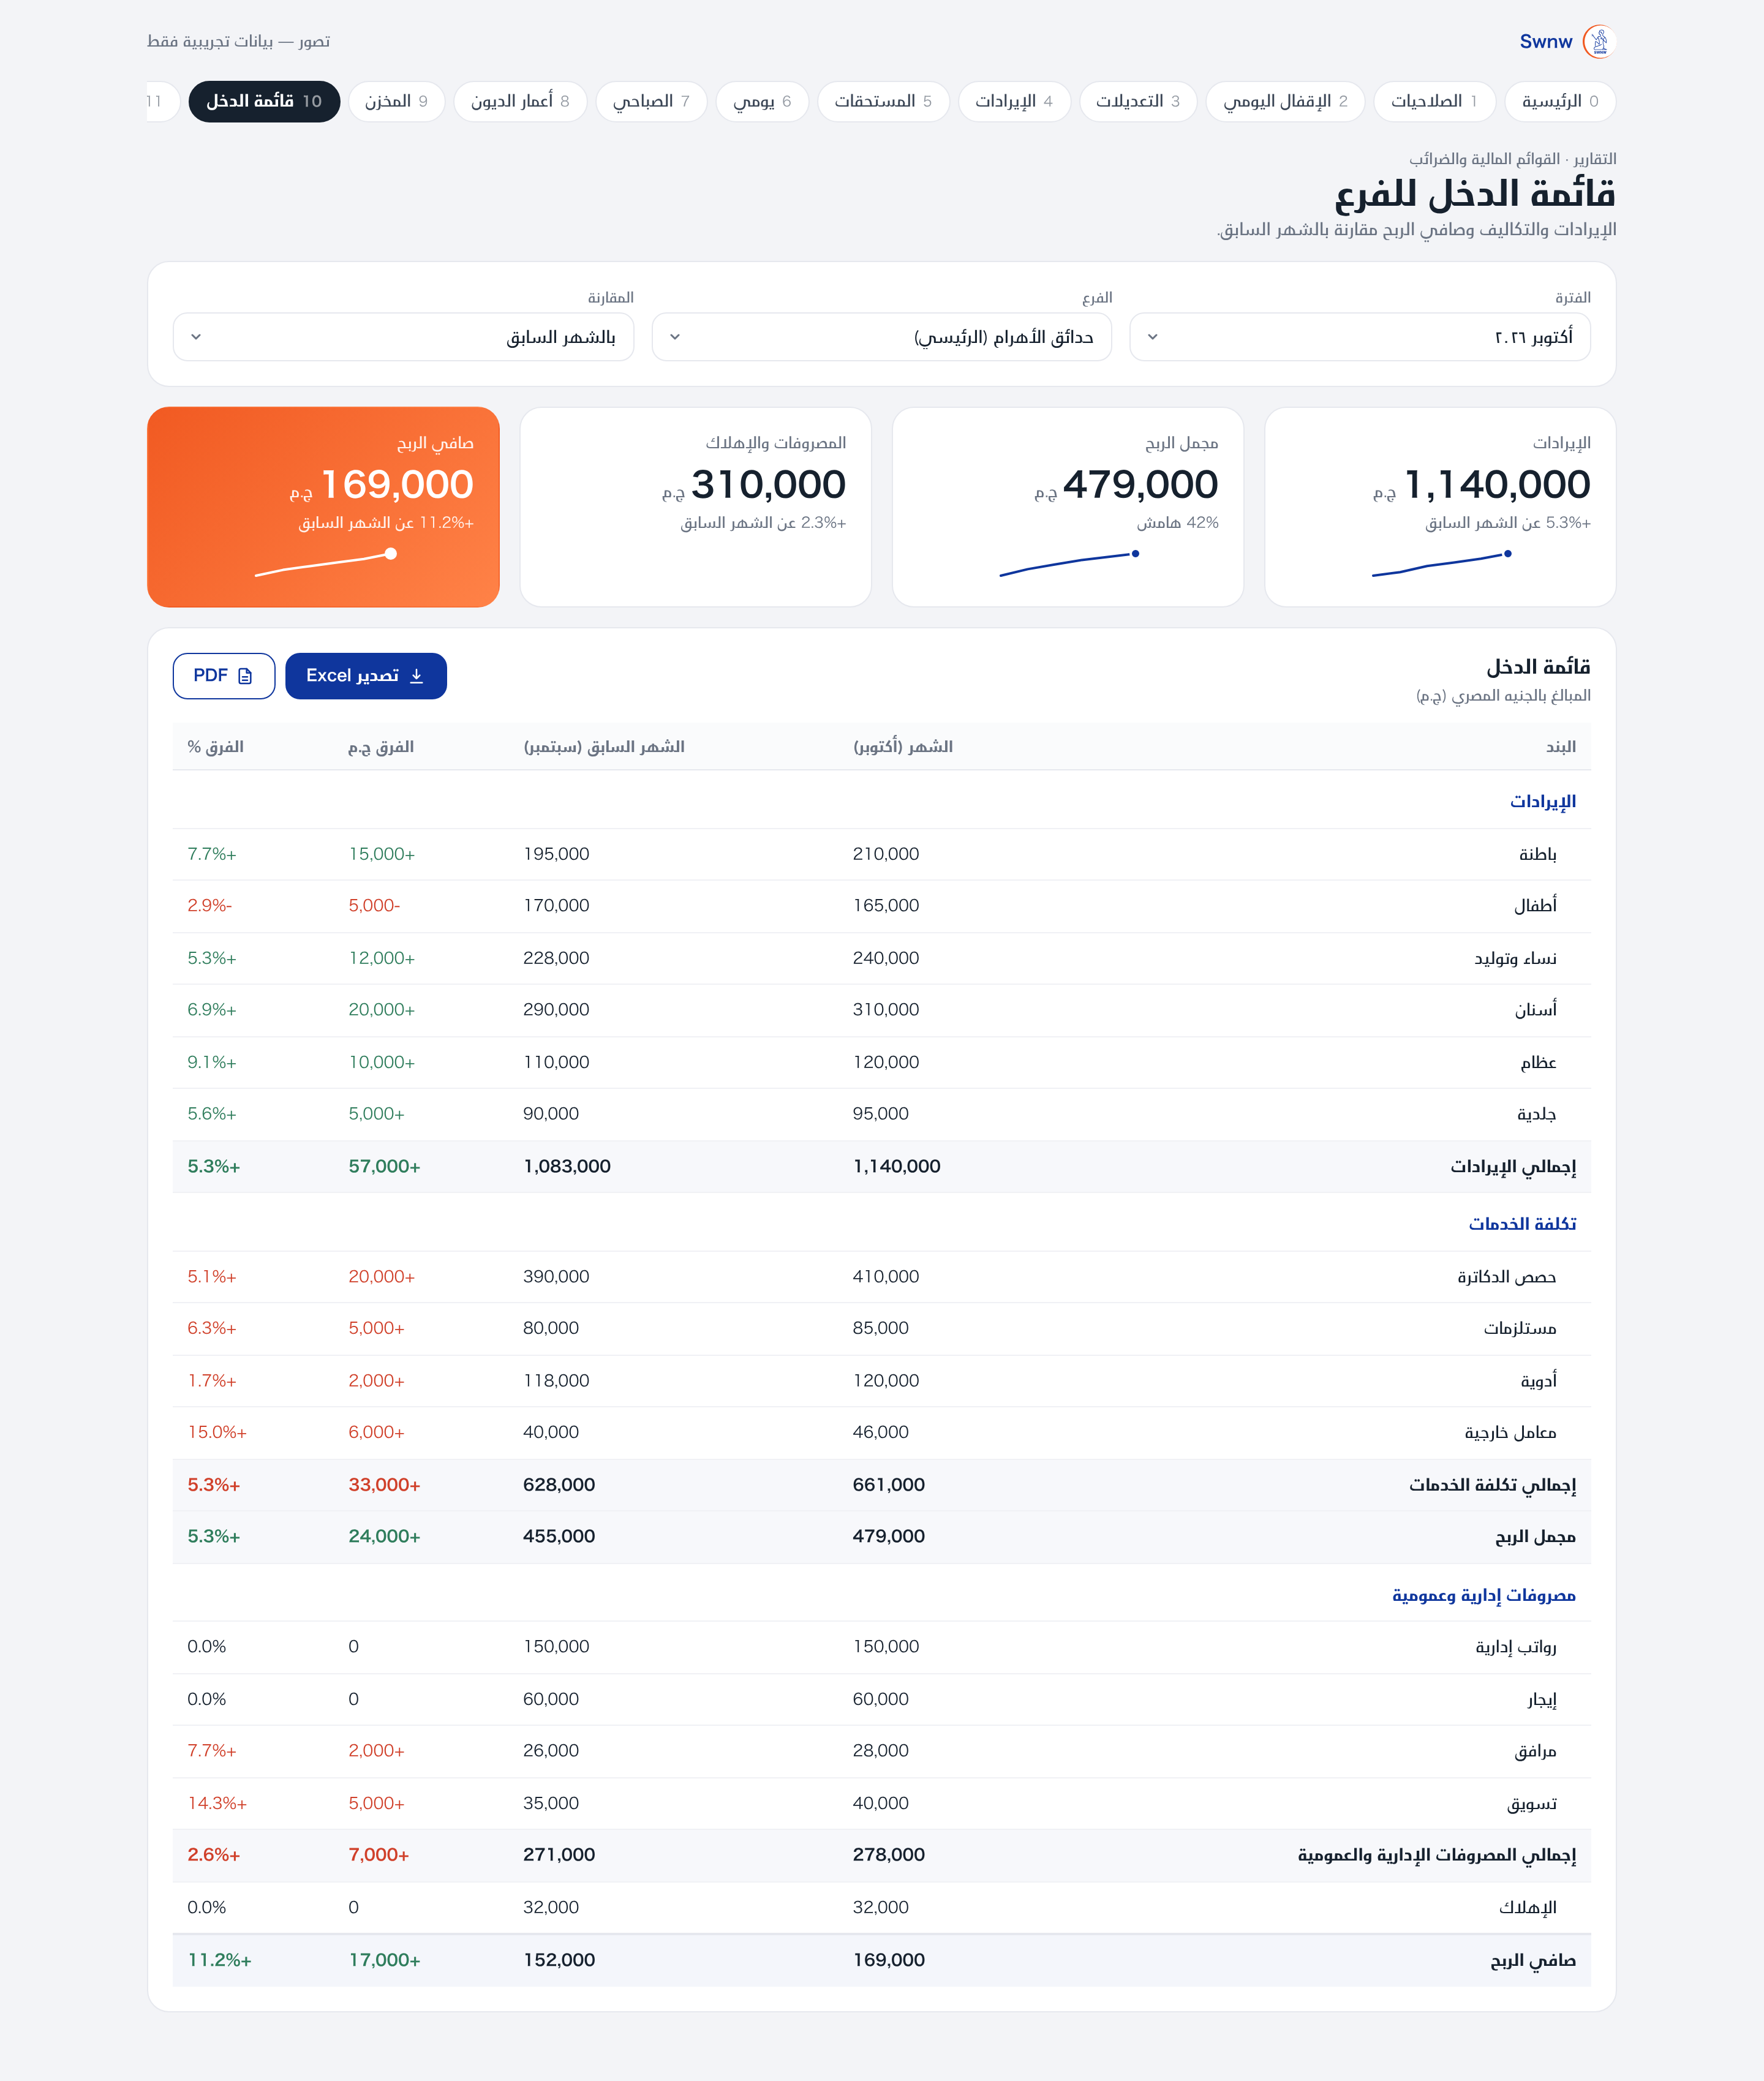 Swnw
تصور — بيانات تجريبية فقط
0 الرئيسية
1 الصلاحيات
2 الإقفال اليومي
3 التعديلات
4 الإيرادات
5 المستحقات
6 يومي
7 الصباحي
8 أعمار الديون
9 المخزن
10 قائمة الدخل
11
التقارير · القوائم المالية والضرائب
قائمة الدخل للفرع
الإيرادات والتكاليف وصافي الربح مقارنة بالشهر السابق.
الفترة
أكتوبر ٢٠٢٦
الفرع
حدائق الأهرام (الرئيسي)
المقارنة
بالشهر السابق
الإيرادات
1,140,000 ج.م
+5.3% عن الشهر السابق
مجمل الربح
479,000 ج.م
42% هامش
المصروفات والإهلاك
310,000 ج.م
+2.3% عن الشهر السابق
صافي الربح
169,000 ج.م
+11.2% عن الشهر السابق
قائمة الدخل
المبالغ بالجنيه المصري (ج.م)
تصدير Excel
PDF
البند الشهر (أكتوبر) الشهر السابق (سبتمبر) الفرق ج.م الفرق %
الإيرادات
باطنة 210,000 195,000 +15,000 +7.7%
أطفال 165,000 170,000 -5,000 -2.9%
نساء وتوليد 240,000 228,000 +12,000 +5.3%
أسنان 310,000 290,000 +20,000 +6.9%
عظام 120,000 110,000 +10,000 +9.1%
جلدية 95,000 90,000 +5,000 +5.6%
إجمالي الإيرادات 1,140,000 1,083,000 +57,000 +5.3%
تكلفة الخدمات
حصص الدكاترة 410,000 390,000 +20,000 +5.1%
مستلزمات 85,000 80,000 +5,000 +6.3%
أدوية 120,000 118,000 +2,000 +1.7%
معامل خارجية 46,000 40,000 +6,000 +15.0%
إجمالي تكلفة الخدمات 661,000 628,000 +33,000 +5.3%
مجمل الربح 479,000 455,000 +24,000 +5.3%
مصروفات إدارية وعمومية
رواتب إدارية 150,000 150,000 0 0.0%
إيجار 60,000 60,000 0 0.0%
مرافق 28,000 26,000 +2,000 +7.7%
تسويق 40,000 35,000 +5,000 +14.3%
إجمالي المصروفات الإدارية والعمومية 278,000 271,000 +7,000 +2.6%
الإهلاك 32,000 32,000 0 0.0%
صافي الربح 169,000 152,000 +17,000 +11.2%